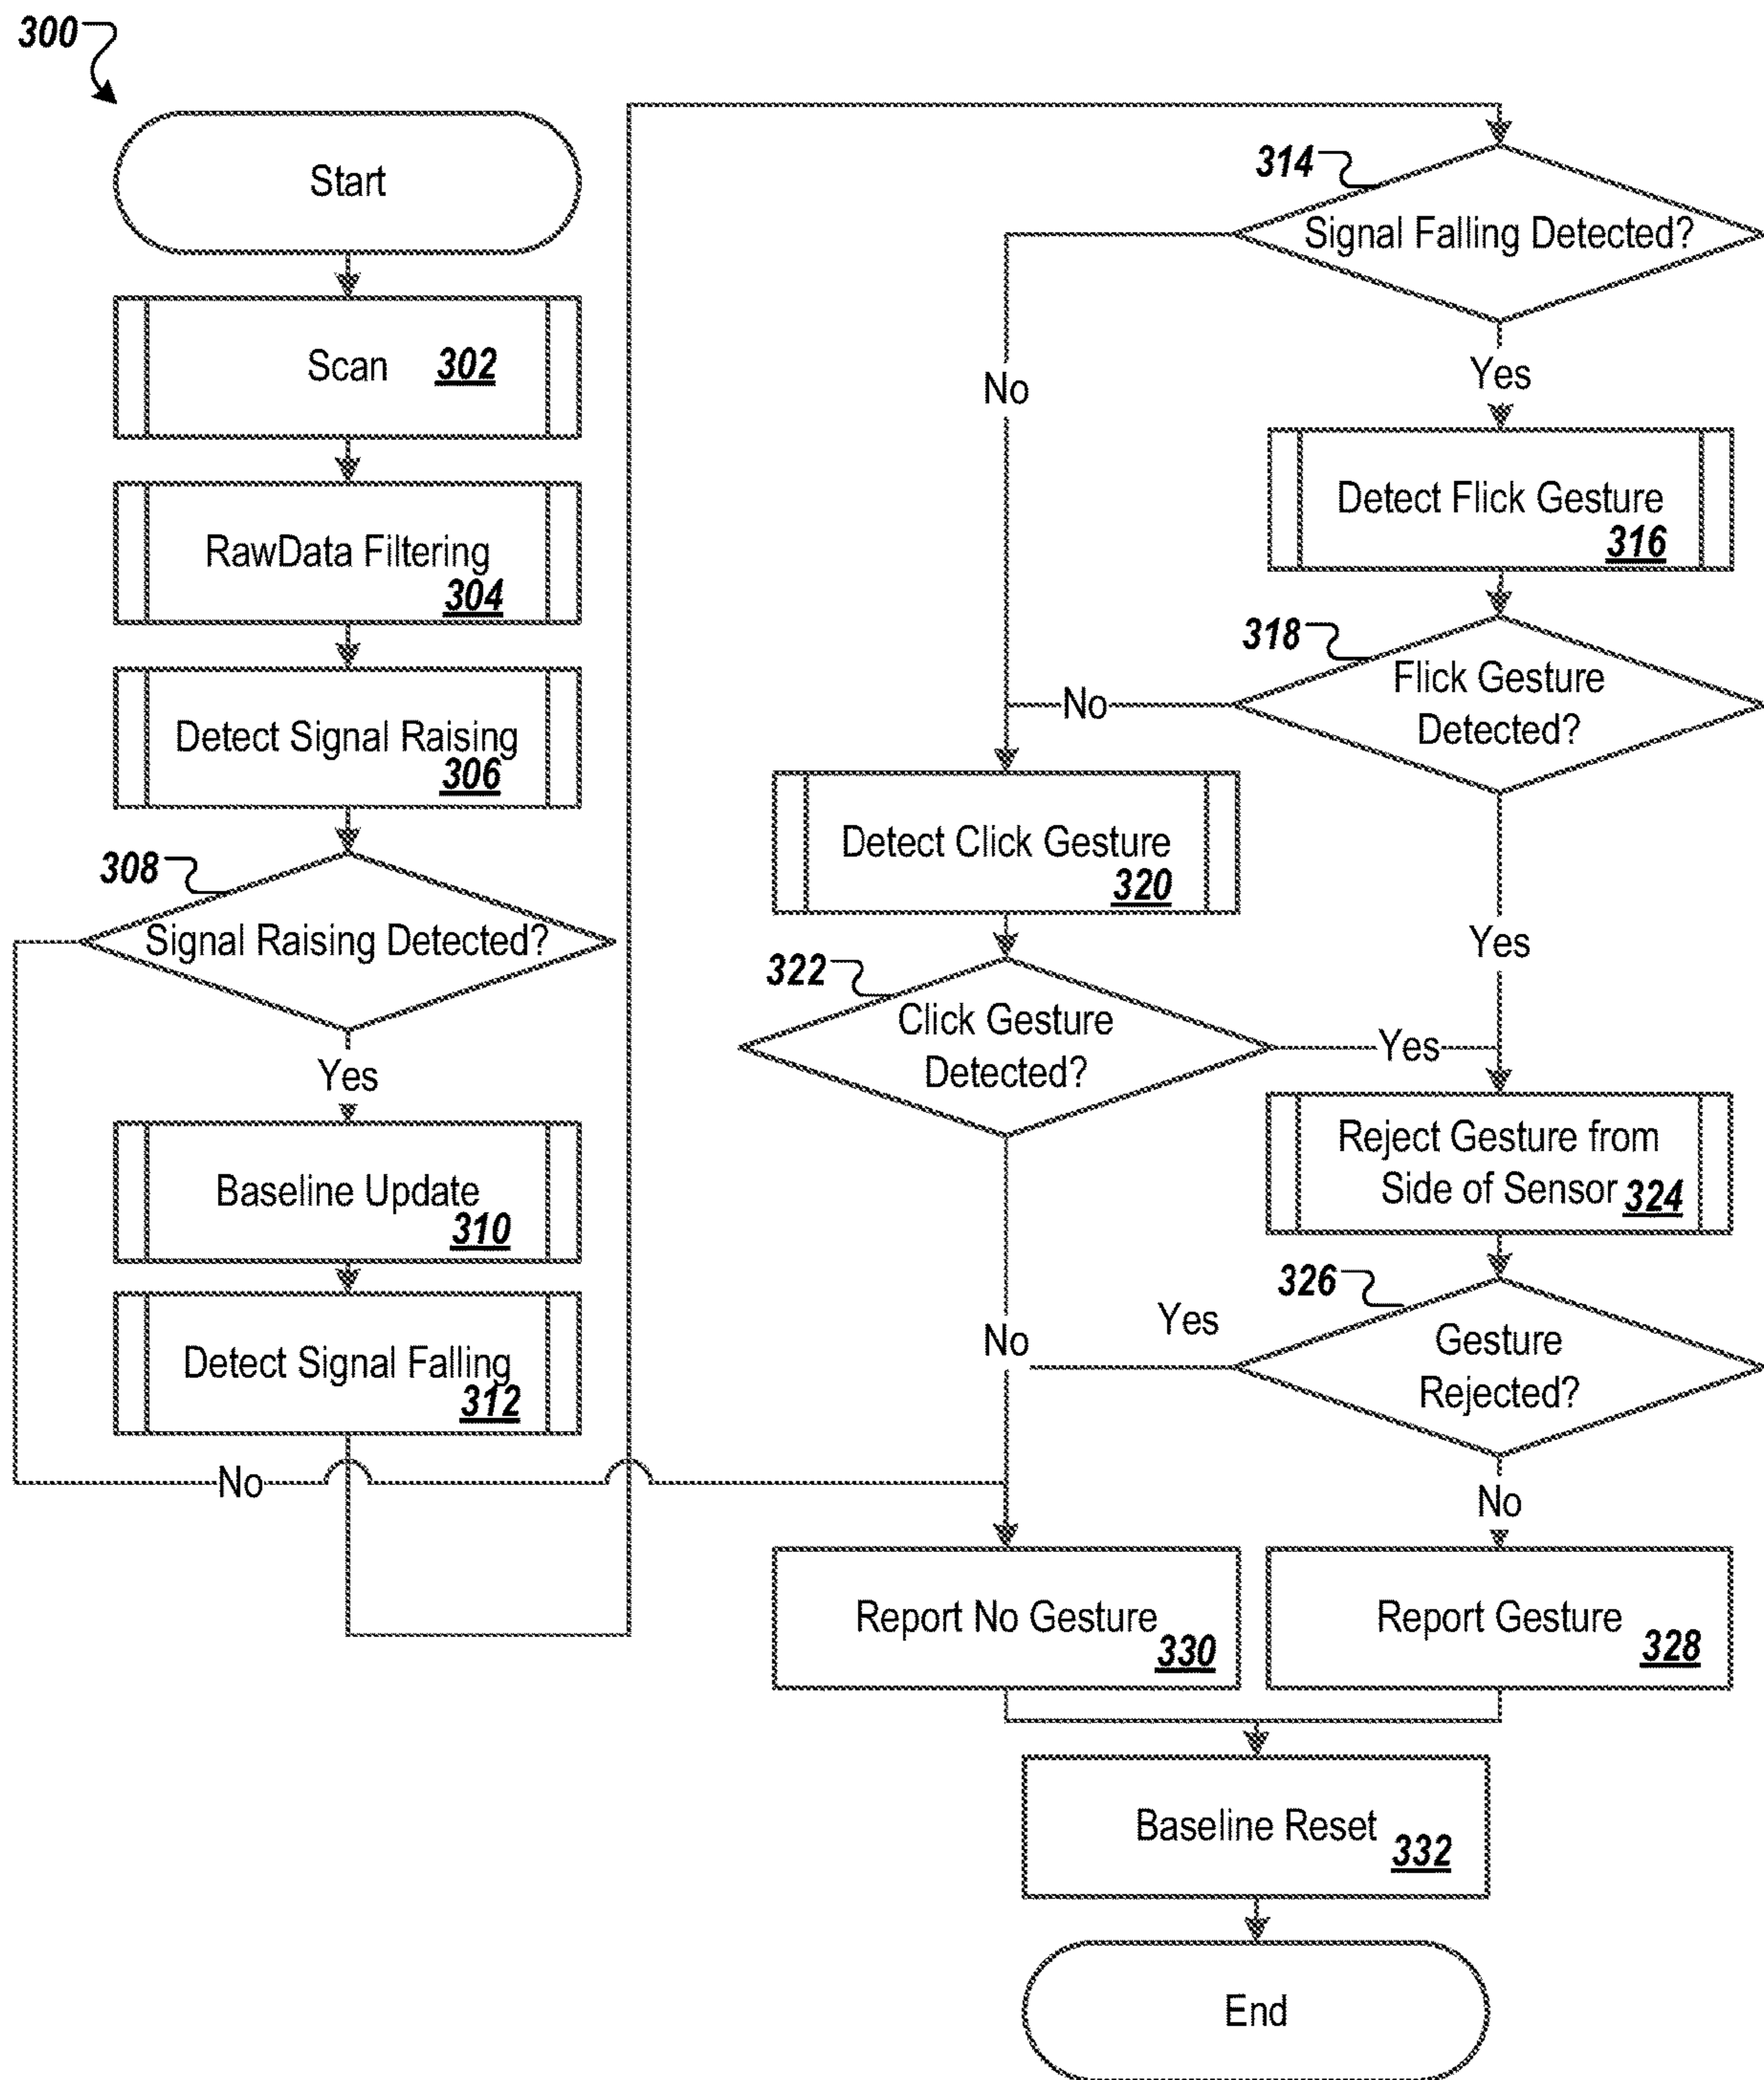 300
Start
Scan 302
RawData Filtering
304
Detect Signal Raising
306
308
Signal Raising Detected?
Yes
No
Baseline Update
310
Detect Signal Falling
312
314
Signal Falling Detected?
No
Yes
Detect Flick Gesture
316
318
Flick Gesture
Detected?
No
Yes
Detect Click Gesture
320
322
Click Gesture
Detected?
Yes
No
Reject Gesture from
Side of Sensor 324
326
Gesture
Rejected?
Yes
No
Report No Gesture
330
Report Gesture
328
Baseline Reset
332
End